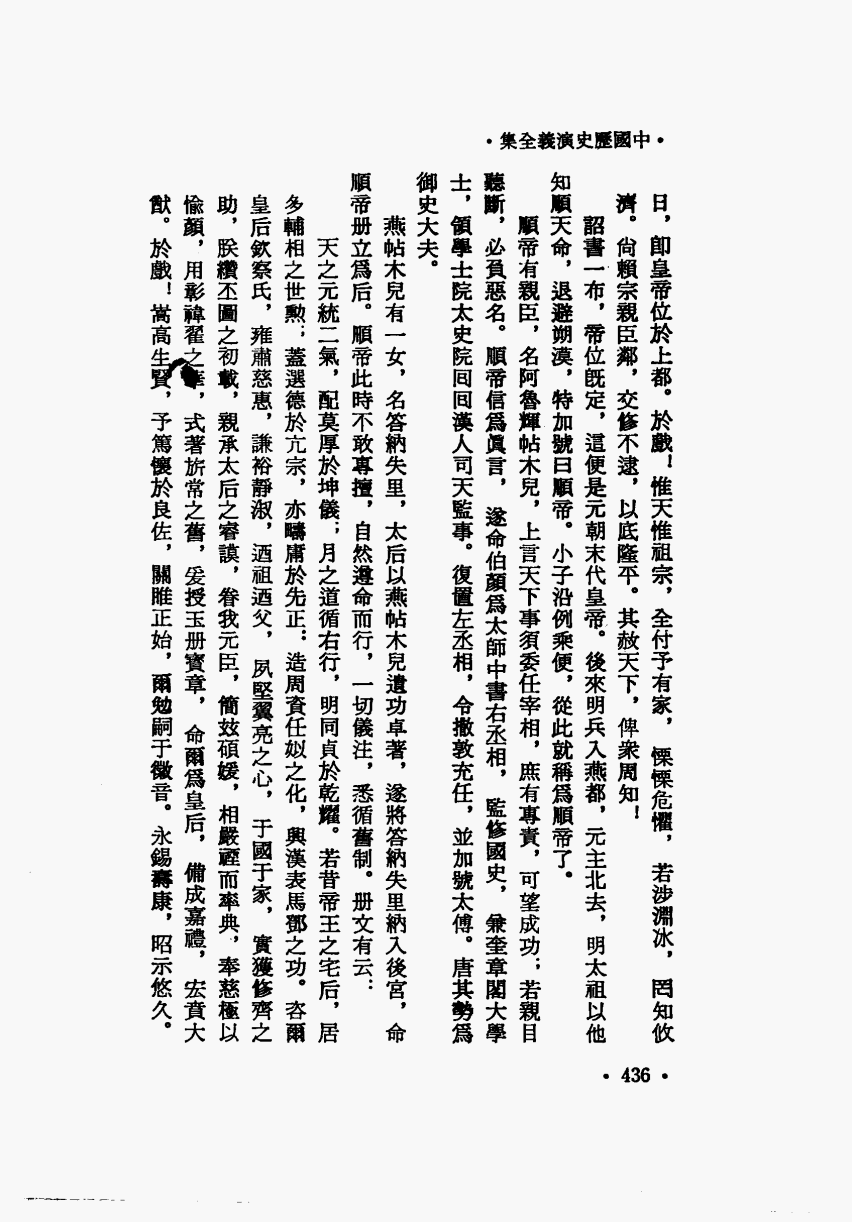 ·中國歷史演義全集·
日，卽皇帝位於上都。於戲！惟天惟祖宗，全付予有家，慄慄危懼，若涉淵冰，罔知攸
濟。尙賴宗親臣鄰，交修不逮，以底隆平。其赦天下，俾衆周知！
詔書一布，帝位旣定，這便是元朝末代皇帝。後來明兵入燕都，元主北去，明太祖以他
知順天命，退避朔漠，特加號曰順帝。小子沿例乘便，從此就稱爲順帝了。
順帝有親臣，名阿魯輝帖木兒，上言天下事須委任宰相，庶有專責，可望成功；若親自
聽斷，必負惡名。順帝信爲眞言，遂命伯顏爲太師中書右丞相，監修國史，兼奎章閣大學
士，領學士院太史院囘囘漢人司天監事。復置左丞相，令撒敦充任，並加號太傅。唐其勢爲
御史大夫。
燕帖木兒有一女，名答納失里，太后以燕帖木兒遺功卓著，遂將答納失里納入後宮，命
順帝册立爲后。順帝此時不敢專擅，自然遵命而行，一切儀注，悉循舊制。册文有云：
天之元統二氣，配莫厚於坤儀；月之道循右行，明同貞於乾耀。若昔帝王之宅后，居
多輔相之世勳；蓋選德於亢宗，亦疇庸於先正。造周資任姒之化，興漢表馬鄧之功。咨爾
皇后欽察氏，雍肅慈惠，謙裕靜淑，迺祖迺父，夙堅翼亮之心，于國于家，實獲修齊之
助，朕纘丕圖之初載，親承太后之睿謨，眷我元臣，簡玆碩媛，相嚴禋而率典，奉慈極以
愉顏，用彰褘翟之華，式著旂常之舊，爰授玉册寶章，命爾爲皇后，備成嘉禮，宏賁大
猷。於戲！嵩高生賢，予篤懷於良佐，關睢正始，爾勉嗣于徽音。永錫壽康，昭示悠久。
·436·